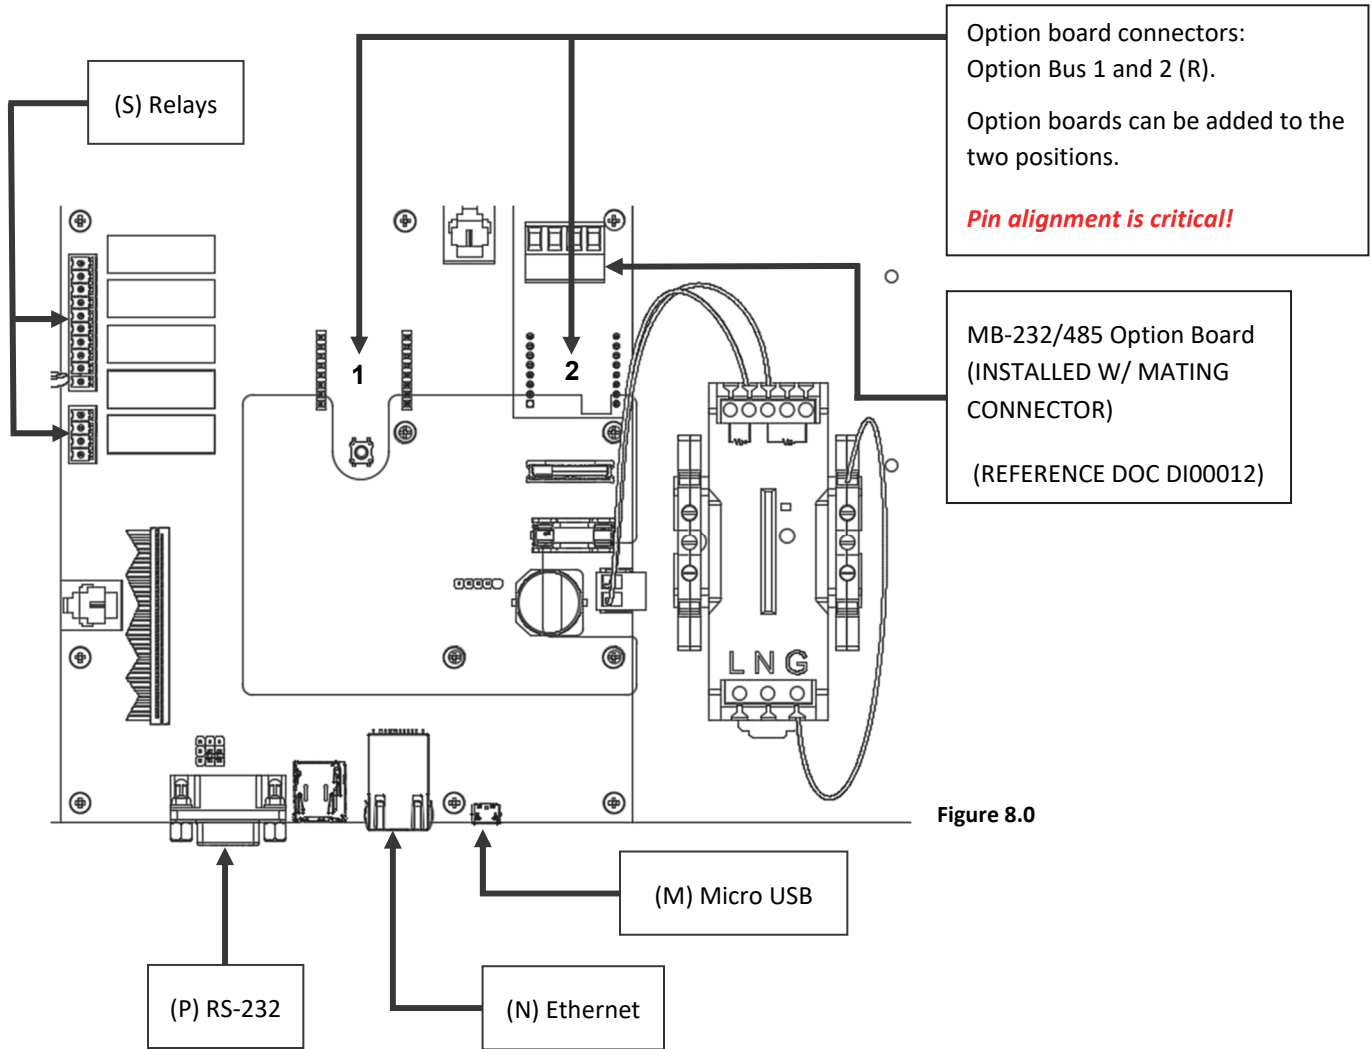 Option board connectors:
Option Bus 1 and 2 (R).
Option boards can be added to the
two positions.
Pin alignment is critical!
(S) Relays
MB-232/485 Option Board
(INSTALLED W/ MATING
CONNECTOR)
(REFERENCE DOC DI00012)
1
2
L N G
Figure 8.0
(M) Micro USB
(P) RS-232
(N) Ethernet